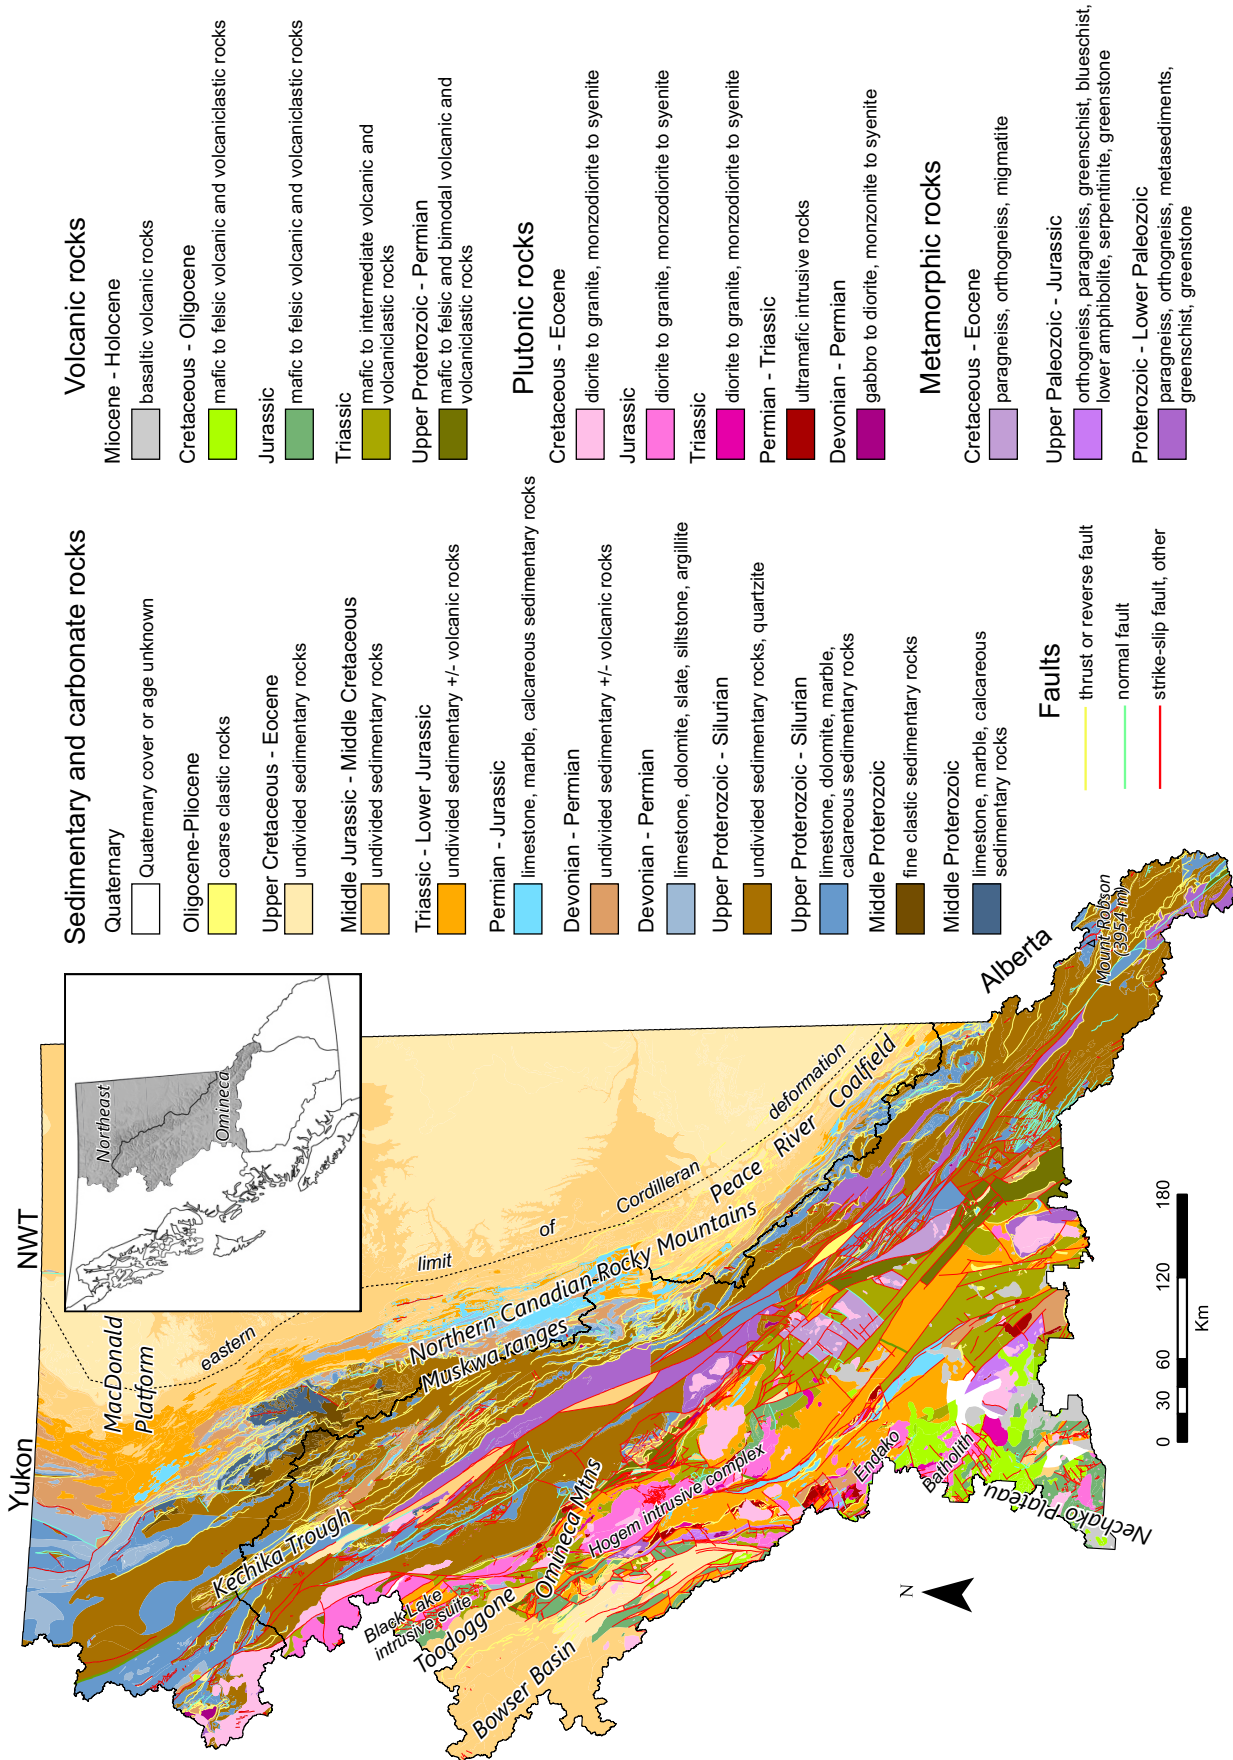 Yukon
NWT
Alberta
MacDonald
Platform
eastern
limit
of
Cordilleran
deformation
Northern Canadian Rocky Mountains
Muskwa ranges
Peace River Coalfield
Kechika Trough
Black Lake
intrusive suite
Toodoggone
Omineca Mtns
Bowser Basin
Hogem intrusive complex
Endako
Batholith
Nechako Plateau
Mount Robson
(3954 m)
N
0 30 60 120 180
Km
Northeast
Omineca
Sedimentary and carbonate rocks
Quaternary
Quaternary cover or age unknown
Oligocene-Pliocene
coarse clastic rocks
Upper Cretaceous - Eocene
undivided sedimentary rocks
Middle Jurassic - Middle Cretaceous
undivided sedimentary rocks
Triassic - Lower Jurassic
undivided sedimentary +/- volcanic rocks
Permian - Jurassic
limestone, marble, calcareous sedimentary rocks
Devonian - Permian
undivided sedimentary +/- volcanic rocks
Devonian - Permian
limestone, dolomite, slate, siltstone, argillite
Upper Proterozoic - Silurian
undivided sedimentary rocks, quartzite
Upper Proterozoic - Silurian
limestone, dolomite, marble,
calcareous sedimentary rocks
Middle Proterozoic
fine clastic sedimentary rocks
Middle Proterozoic
limestone, marble, calcareous
sedimentary rocks
Faults
thrust or reverse fault
normal fault
strike-slip fault, other
Volcanic rocks
Miocene - Holocene
basaltic volcanic rocks
Cretaceous - Oligocene
mafic to felsic volcanic and volcaniclastic rocks
Jurassic
mafic to felsic volcanic and volcaniclastic rocks
Triassic
mafic to intermediate volcanic and
volcaniclastic rocks
Upper Proterozoic - Permian
mafic to felsic and bimodal volcanic and
volcaniclastic rocks
Plutonic rocks
Cretaceous - Eocene
diorite to granite, monzodiorite to syenite
Jurassic
diorite to granite, monzodiorite to syenite
Triassic
diorite to granite, monzodiorite to syenite
Permian - Triassic
ultramafic intrusive rocks
Devonian - Permian
gabbro to diorite, monzonite to syenite
Metamorphic rocks
Cretaceous - Eocene
paragneiss, orthogneiss, migmatite
Upper Paleozoic - Jurassic
orthogneiss, paragneiss, greenschist, blueschist,
lower amphibolite, serpentinite, greenstone
Proterozoic - Lower Paleozoic
paragneiss, orthogneiss, metasediments,
greenschist, greenstone